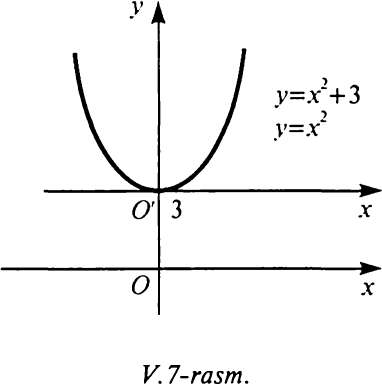 y
y=x²+3
y=x²
O' 3 x
O x
V.7-rasm.